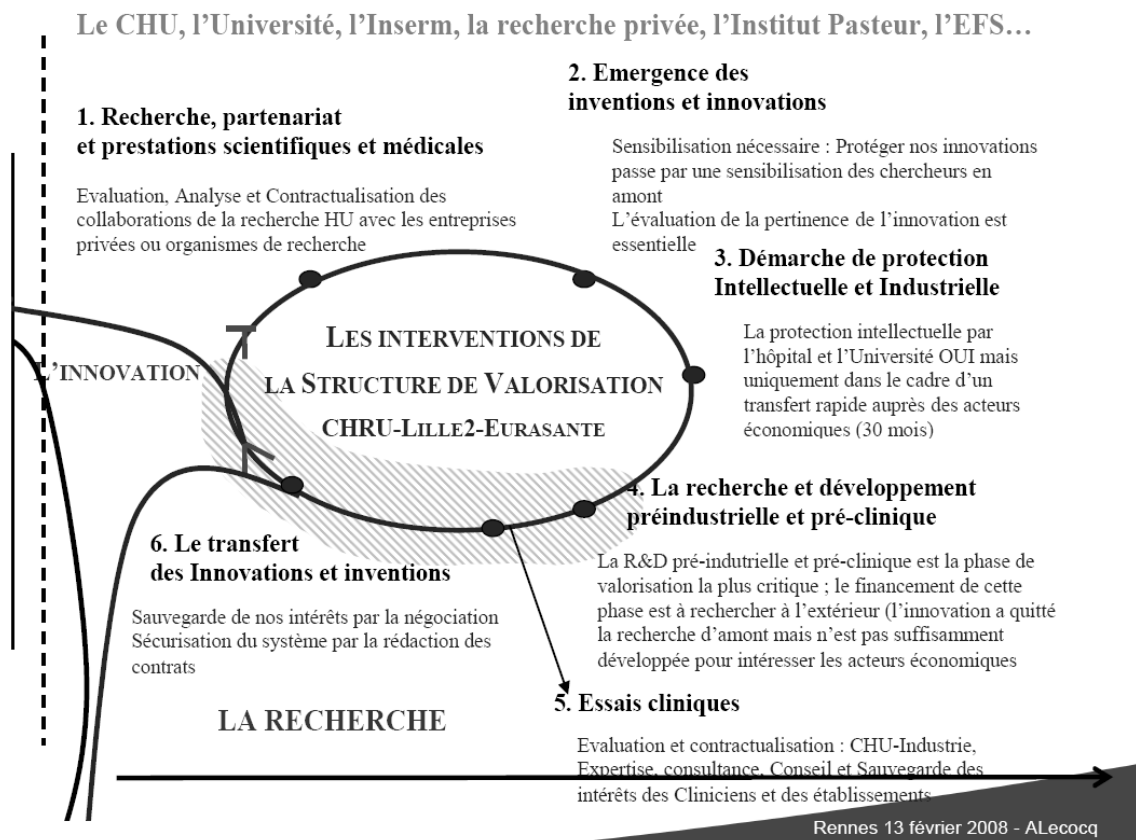 Le CHU, l'Université, l'Inserm, la recherche privée, l'Institut Pasteur, l'EFS…
1. Recherche, partenariat
et prestations scientifiques et médicales
Evaluation, Analyse et Contractualisation des
collaborations de la recherche HU avec les entreprises
privées ou organismes de recherche
2. Emergence des
inventions et innovations
Sensibilisation nécessaire : Protéger nos innovations
passe par une sensibilisation des chercheurs en
amont
L'évaluation de la pertinence de l'innovation est
essentielle
3. Démarche de protection
Intellectuelle et Industrielle
La protection intellectuelle par
l'hôpital et l'Université OUI mais
uniquement dans le cadre d'un
transfert rapide auprès des acteurs
économiques (30 mois)
L'INNOVATION
LES INTERVENTIONS DE
LA STRUCTURE DE VALORISATION
CHRU-LILLE2-EURASANTE
4. La recherche et développement
préindustrielle et pré-clinique
La R&D pré-indutrielle et pré-clinique est la phase de
valorisation la plus critique ; le financement de cette
phase est à rechercher à l'extérieur (l'innovation a quitté
la recherche d'amont mais n'est pas suffisamment
développée pour intéresser les acteurs économiques
6. Le transfert
des Innovations et inventions
Sauvegarde de nos intérêts par la négociation
Sécurisation du système par la rédaction des
contrats
LA RECHERCHE
5. Essais cliniques
Evaluation et contractualisation : CHU-Industrie,
Expertise, consultance, Conseil et Sauvegarde des
intérêts des Cliniciens et des établissements
Rennes 13 février 2008 - ALecocq